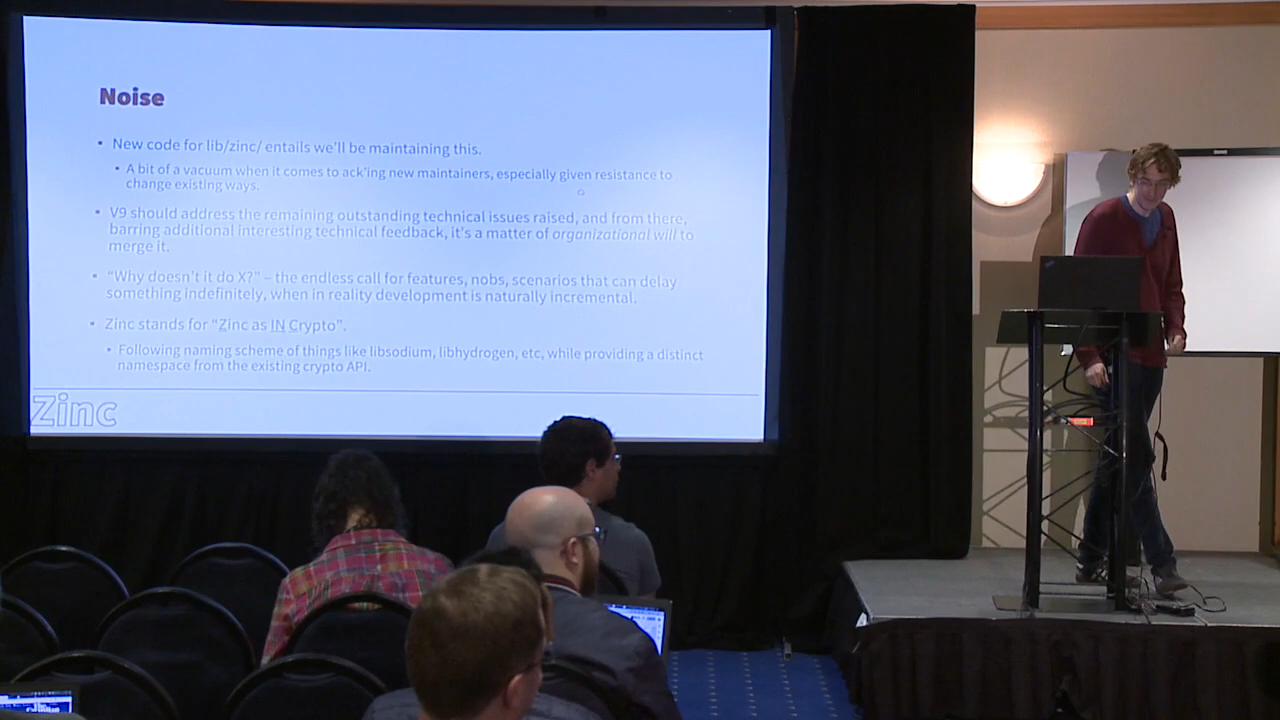 Noise
• New code for lib/zinc/ entails we'll be maintaining this.
• A bit of a vacuum when it comes to ack'ing new maintainers, especially given resistance to
change existing ways.
• V9 should address the remaining outstanding technical issues raised, and from there,
barring additional interesting technical feedback, it's a matter of organizational will to
merge it.
• "Why doesn't it do X?" – the endless call for features, nobs, scenarios that can delay
something indefinitely, when in reality development is naturally incremental.
• Zinc stands for "Zinc as IN Crypto".
• Following naming scheme of things like libsodium, libhydrogen, etc, while providing a distinct
namespace from the existing crypto API.
Zinc